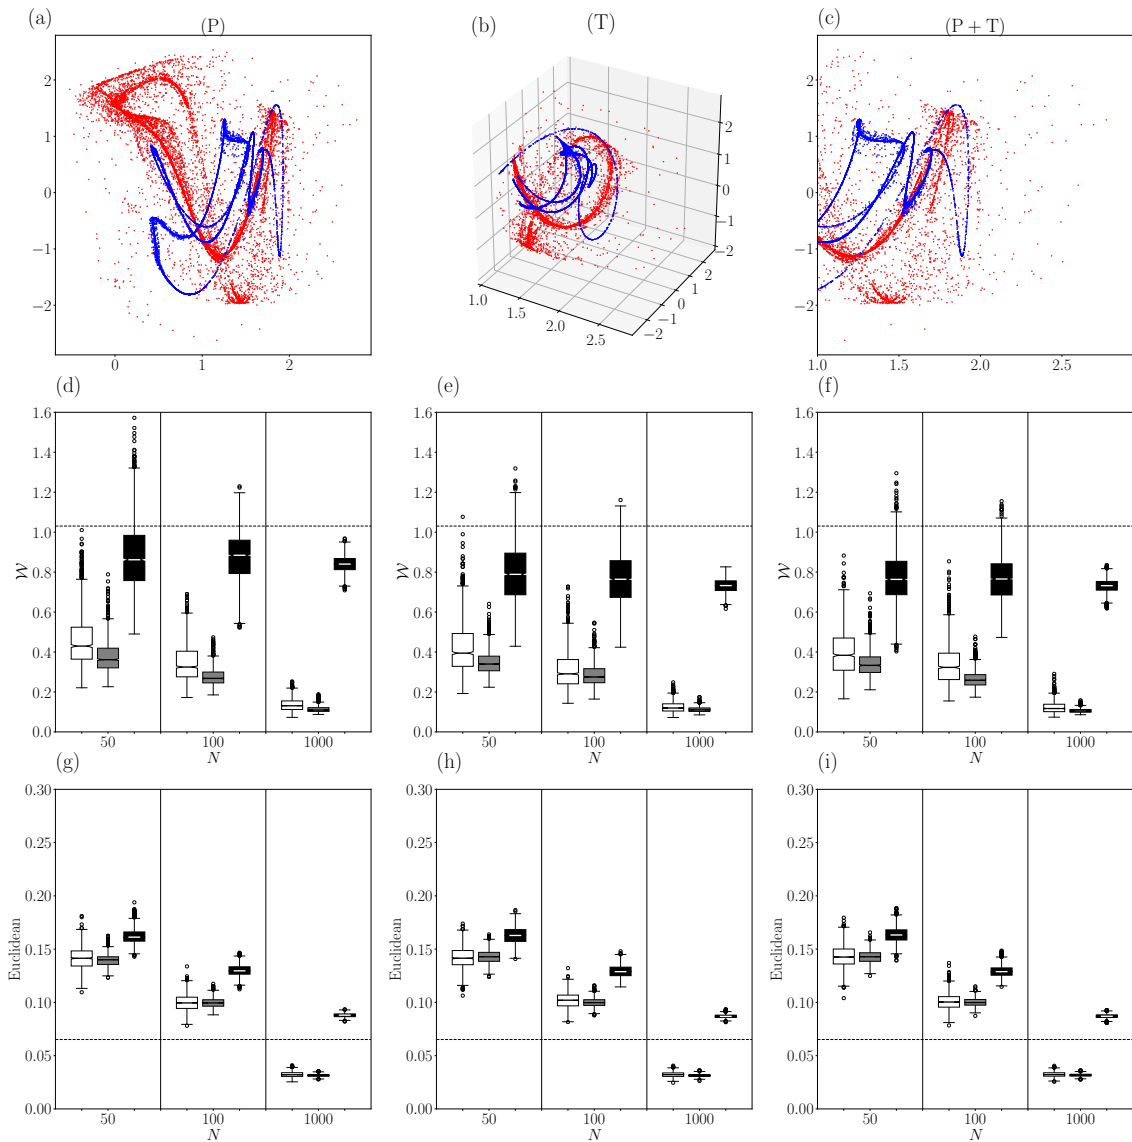 (a) (P) (b) (T) (c) (P + T)
2 2
1 2 1
1
0 0 0
−1
−1 −2 −1
2
1.0 1
−2 1.5 0 −2
2.0 −1
2.5 −2
0 1 2 1.0 1.5 2.0 2.5
(d) (e) (f)
1.6 1.6 1.6
1.4 1.4 1.4
1.2 1.2 1.2
1.0 1.0 1.0
𝒲 0.8 𝒲 0.8 𝒲 0.8
0.6 0.6 0.6
0.4 0.4 0.4
0.2 0.2 0.2
0.0 0.0 0.0
50 100 1000 50 100 1000 50 100 1000
N N N
(g) (h) (i)
0.30 0.30 0.30
0.25 0.25 0.25
0.20 0.20 0.20
Euclidean 0.15 Euclidean 0.15 Euclidean 0.15
0.10 0.10 0.10
0.05 0.05 0.05
0.00 0.00 0.00
50 100 1000 50 100 1000 50 100 1000
N N N